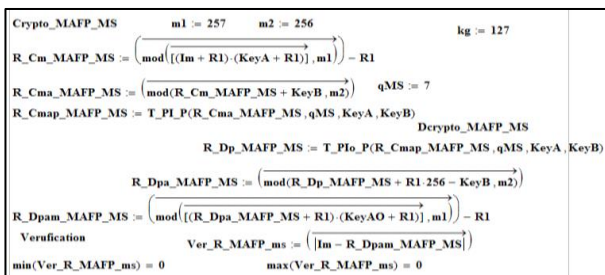 Crypto_MAFP_MS m1 := 257 m2 := 256 kg := 127
R_Cm_MAFP_MS := (mod([(Im + R1)·(KeyA + R1)], m1)) − R1
R_Cma_MAFP_MS := (mod(R_Cm_MAFP_MS + KeyB, m2)) qMS := 7
R_Cmap_MAFP_MS := T_PI_P(R_Cma_MAFP_MS, qMS, KeyA, KeyB)
Dcrypto_MAFP_MS
R_Dp_MAFP_MS := T_PIo_P(R_Cmap_MAFP_MS, qMS, KeyA, KeyB)
R_Dpa_MAFP_MS := (mod(R_Dp_MAFP_MS + R1·256 − KeyB, m2))
R_Dpam_MAFP_MS := (mod([(R_Dpa_MAFP_MS + R1)·(KeyAO + R1)], m1)) − R1
Verufication Ver_R_MAFP_ms := (|Im − R_Dpam_MAFP_MS|)
min(Ver_R_MAFP_ms) = 0 max(Ver_R_MAFP_ms) = 0